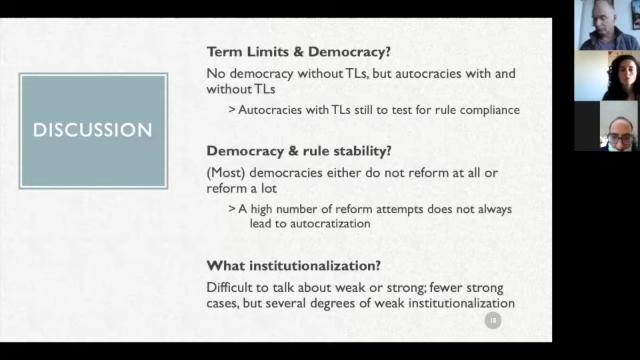 DISCUSSION
Term Limits & Democracy?
No democracy without TLs, but autocracies with and
without TLs
> Autocracies with TLs still to test for rule compliance
Democracy & rule stability?
(Most) democracies either do not reform at all or
reform a lot
> A high number of reform attempts does not always
lead to autocratization
What institutionalization?
Difficult to talk about weak or strong; fewer strong
cases, but several degrees of weak institutionalization
18